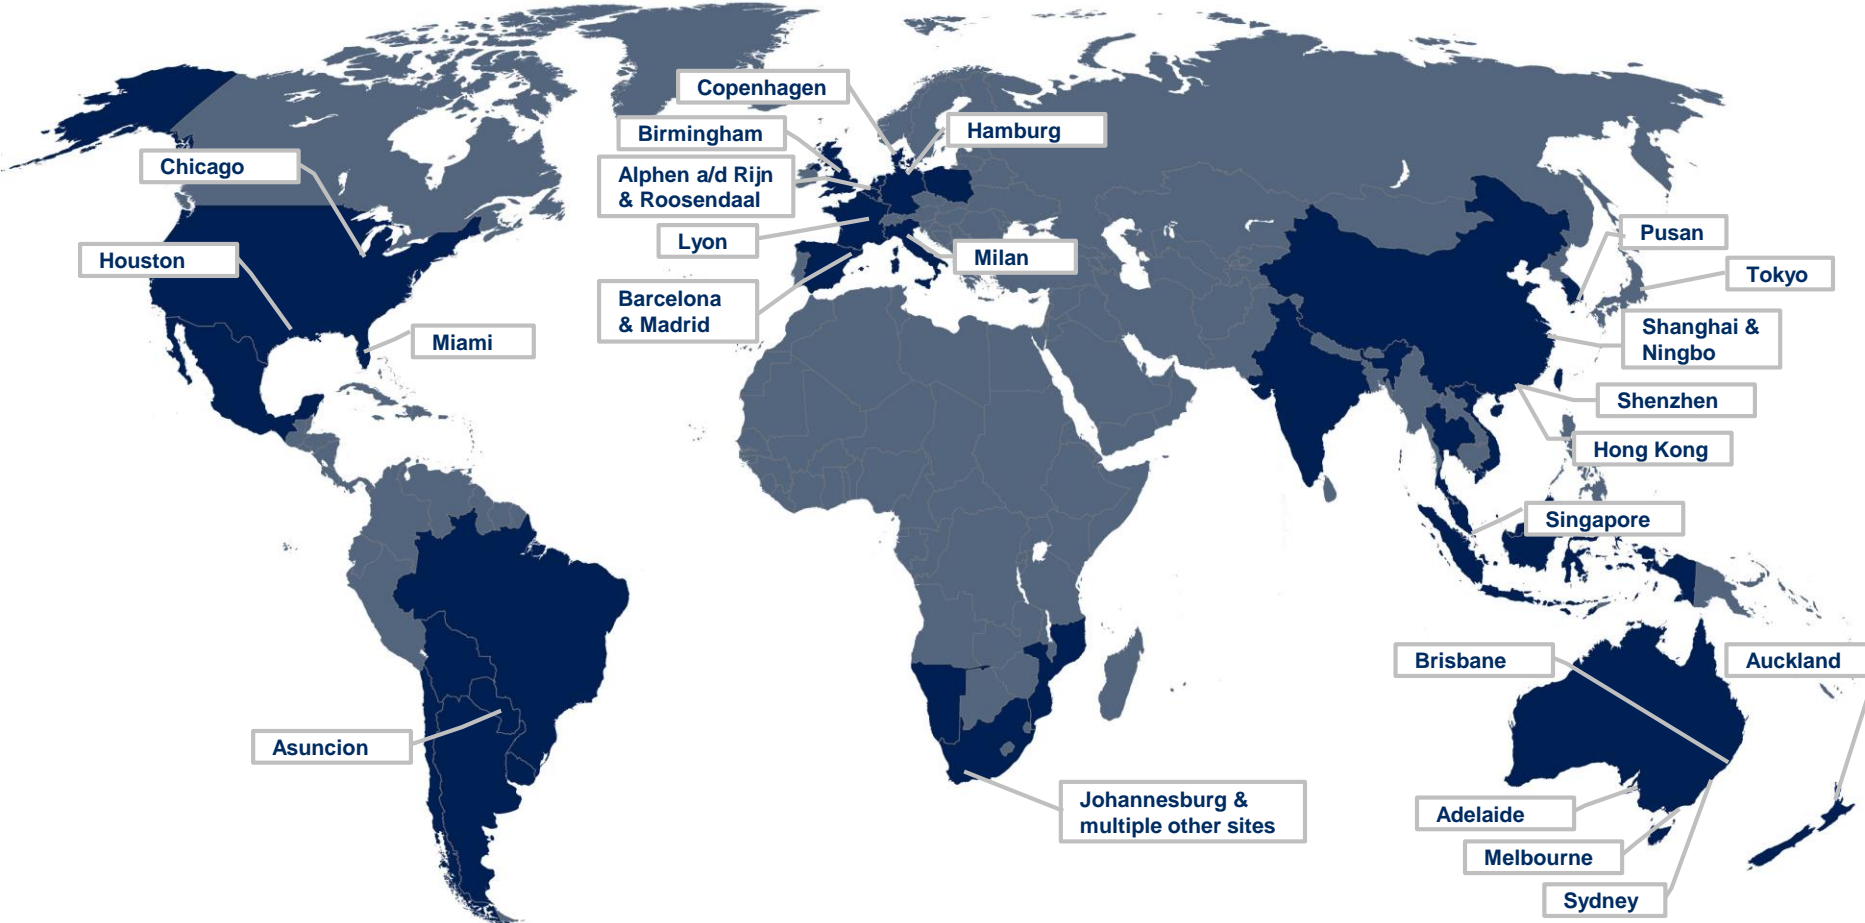 Copenhagen
Birmingham
Hamburg
Chicago
Alphen a/d Rijn
& Roosendaal
Lyon
Milan
Houston
Barcelona
& Madrid
Miami
Pusan
Tokyo
Shanghai &
Ningbo
Shenzhen
Hong Kong
Singapore
Brisbane
Auckland
Asuncion
Johannesburg &
multiple other sites
Adelaide
Melbourne
Sydney